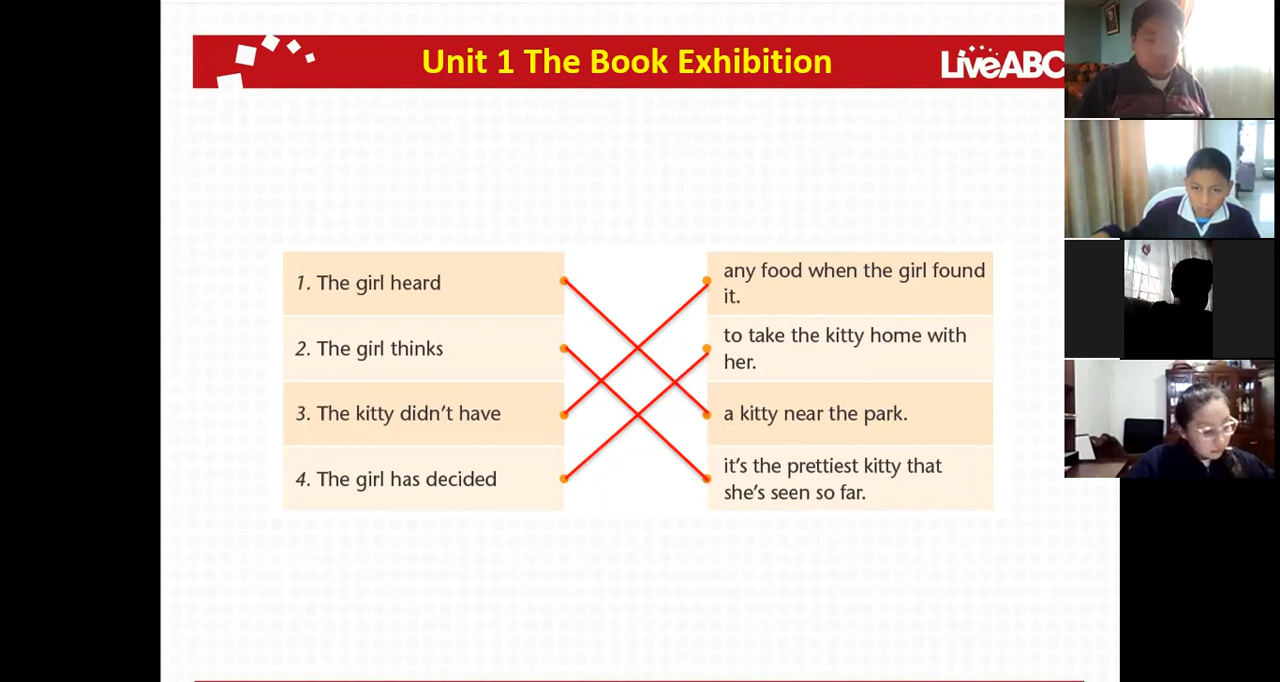 Unit 1 The Book Exhibition
LiveABC
1. The girl heard
any food when the girl found
it.
2. The girl thinks
to take the kitty home with
her.
3. The kitty didn't have
a kitty near the park.
4. The girl has decided
it's the prettiest kitty that
she's seen so far.